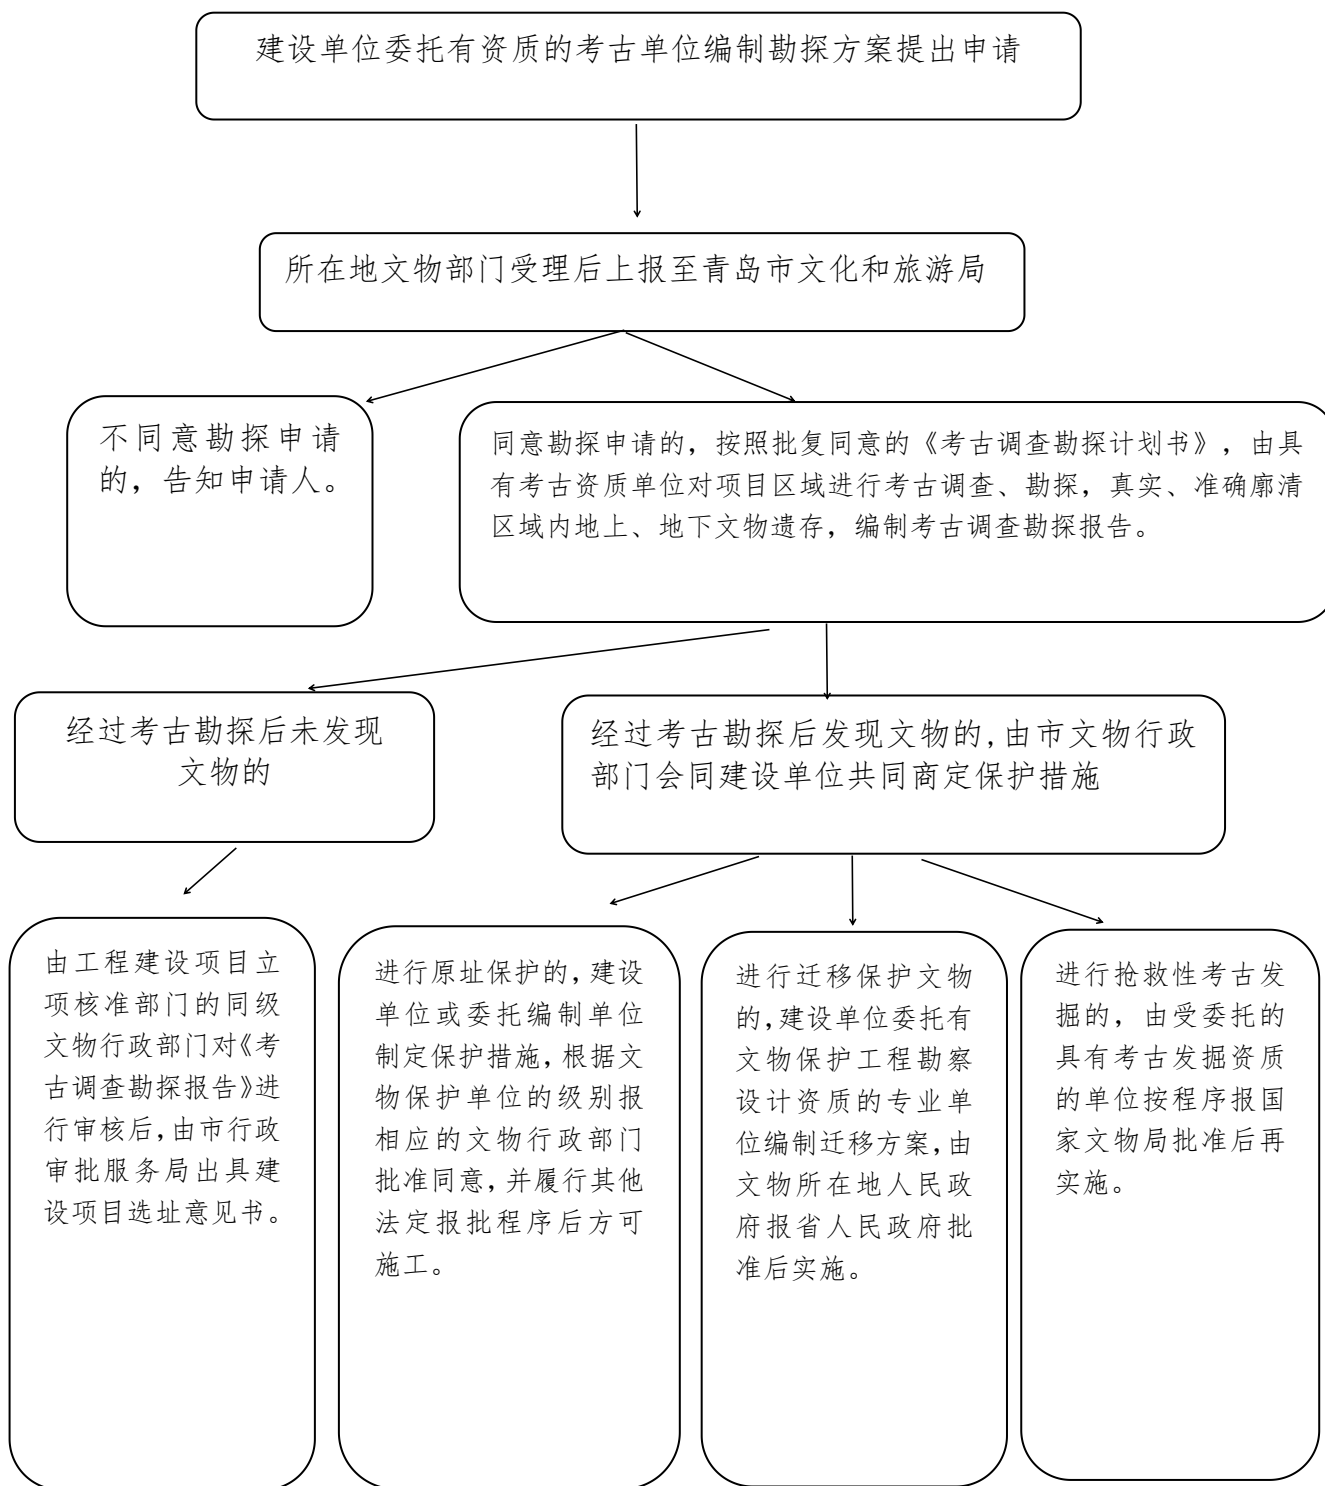 建设单位委托有资质的考古单位编制勘探方案提出申请
所在地文物部门受理后上报至青岛市文化和旅游局
不同意勘探申请
的，告知申请人。
同意勘探申请的，按照批复同意的《考古调查勘探计划书》，由具
有考古资质单位对项目区域进行考古调查、勘探，真实、准确廓清
区域内地上、地下文物遗存，编制考古调查勘探报告。
经过考古勘探后未发现
文物的
经过考古勘探后发现文物的，由市文物行政
部门会同建设单位共同商定保护措施
由工程建设项目立
项核准部门的同级
文物行政部门对《考
古调查勘探报告》进
行审核后，由市行政
审批服务局出具建
设项目选址意见书。
进行原址保护的，建设
单位或委托编制单位
制定保护措施，根据文
物保护单位的级别报
相应的文物行政部门
批准同意，并履行其他
法定报批程序后方可
施工。
进行迁移保护文物
的，建设单位委托有
文物保护工程勘察
设计资质的专业单
位编制迁移方案，由
文物所在地人民政
府报省人民政府批
准后实施。
进行抢救性考古发
掘的，由受委托的
具有考古发掘资质
的单位按程序报国
家文物局批准后再
实施。